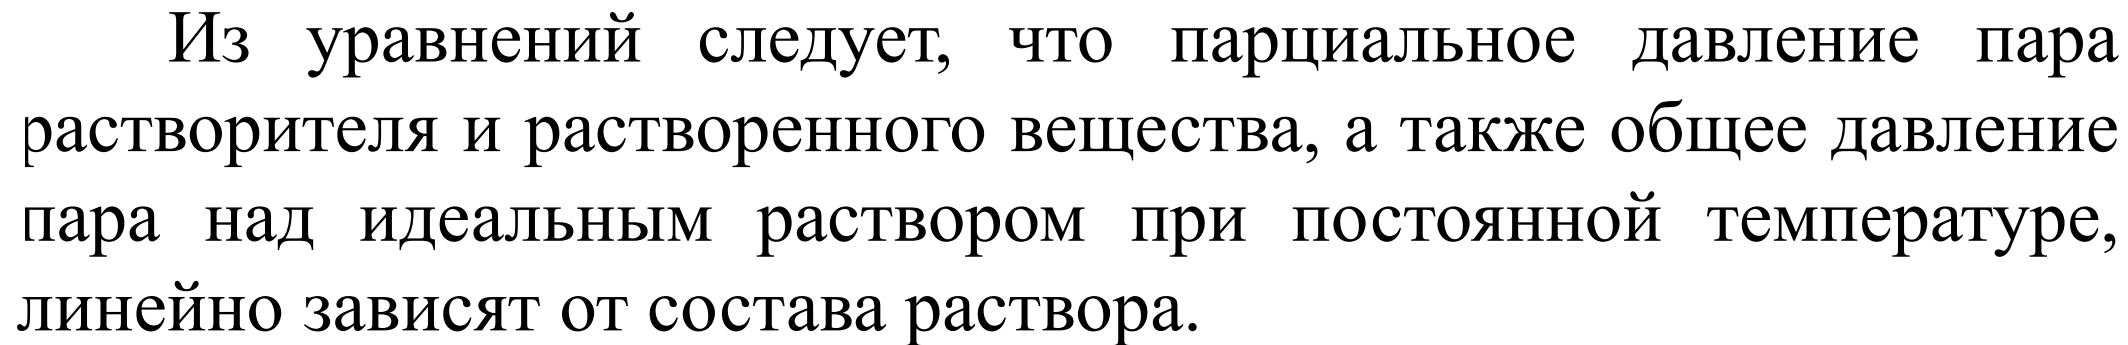 Из уравнений следует, что парциальное давление пара
растворителя и растворенного вещества, а также общее давление
пара над идеальным раствором при постоянной температуре,
линейно зависят от состава раствора.